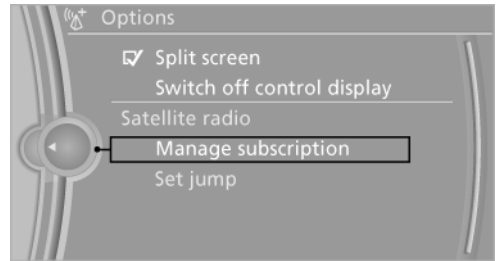 Options
Split screen
Switch off control display
Satellite radio
Manage subscription
Set jump